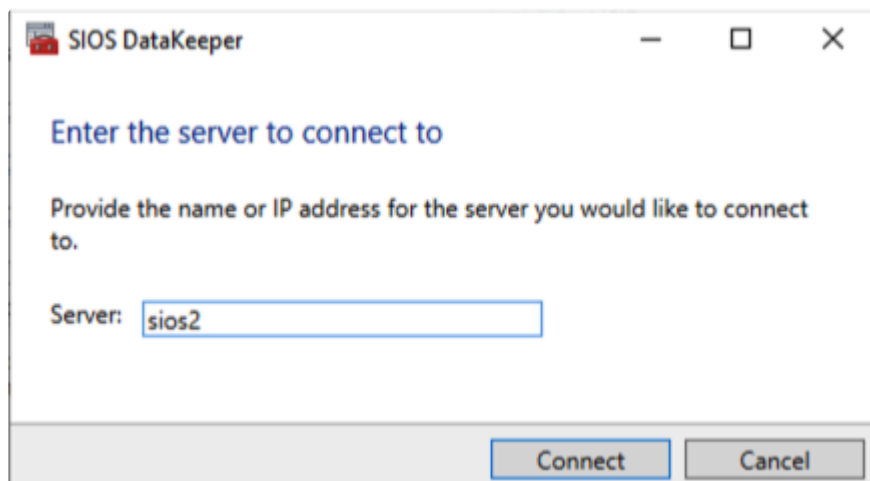 SIOS DataKeeper
Enter the server to connect to
Provide the name or IP address for the server you would like to connect
to.
Server: sios2
Connect Cancel